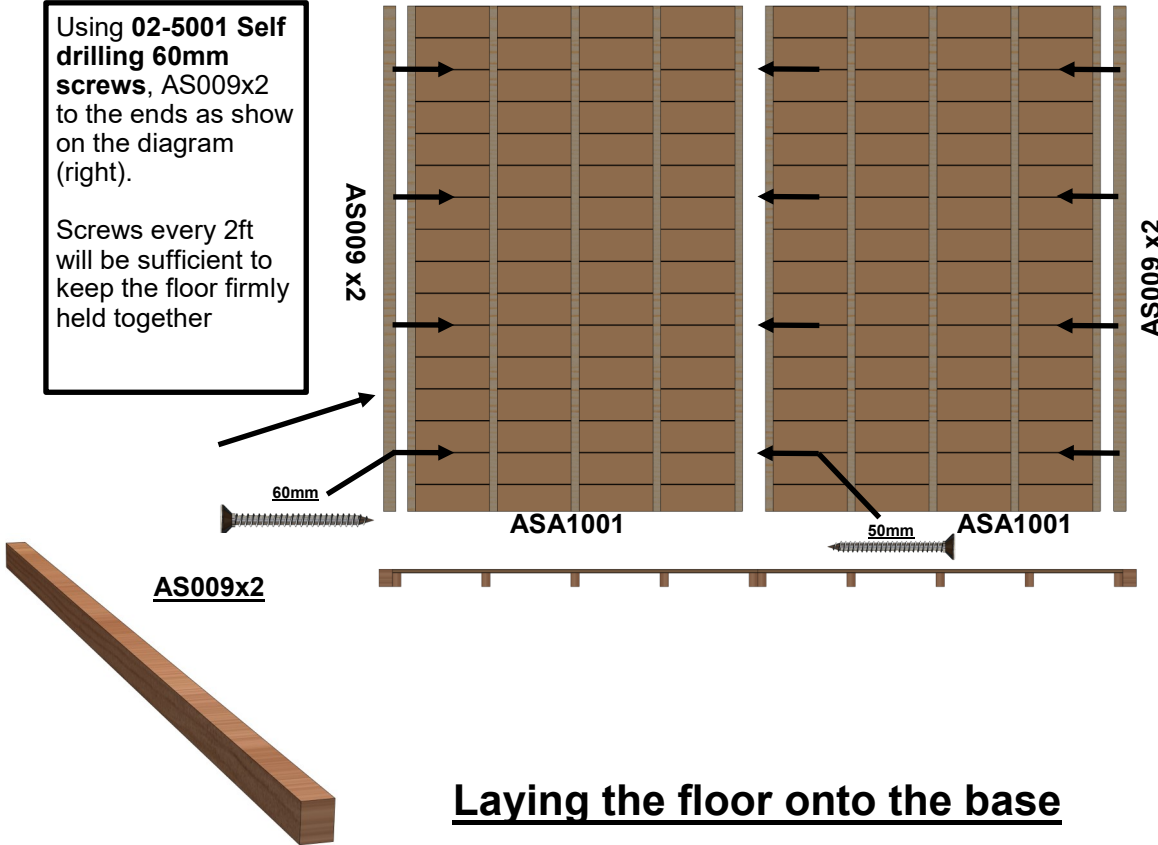 Using 02-5001 Self
drilling 60mm
screws, AS009x2
to the ends as show
on the diagram
(right).
Screws every 2ft
will be sufficient to
keep the floor firmly
held together
AS009 x2
AS009 x2
60mm
ASA1001
50mm
ASA1001
AS009x2
Laying the floor onto the base